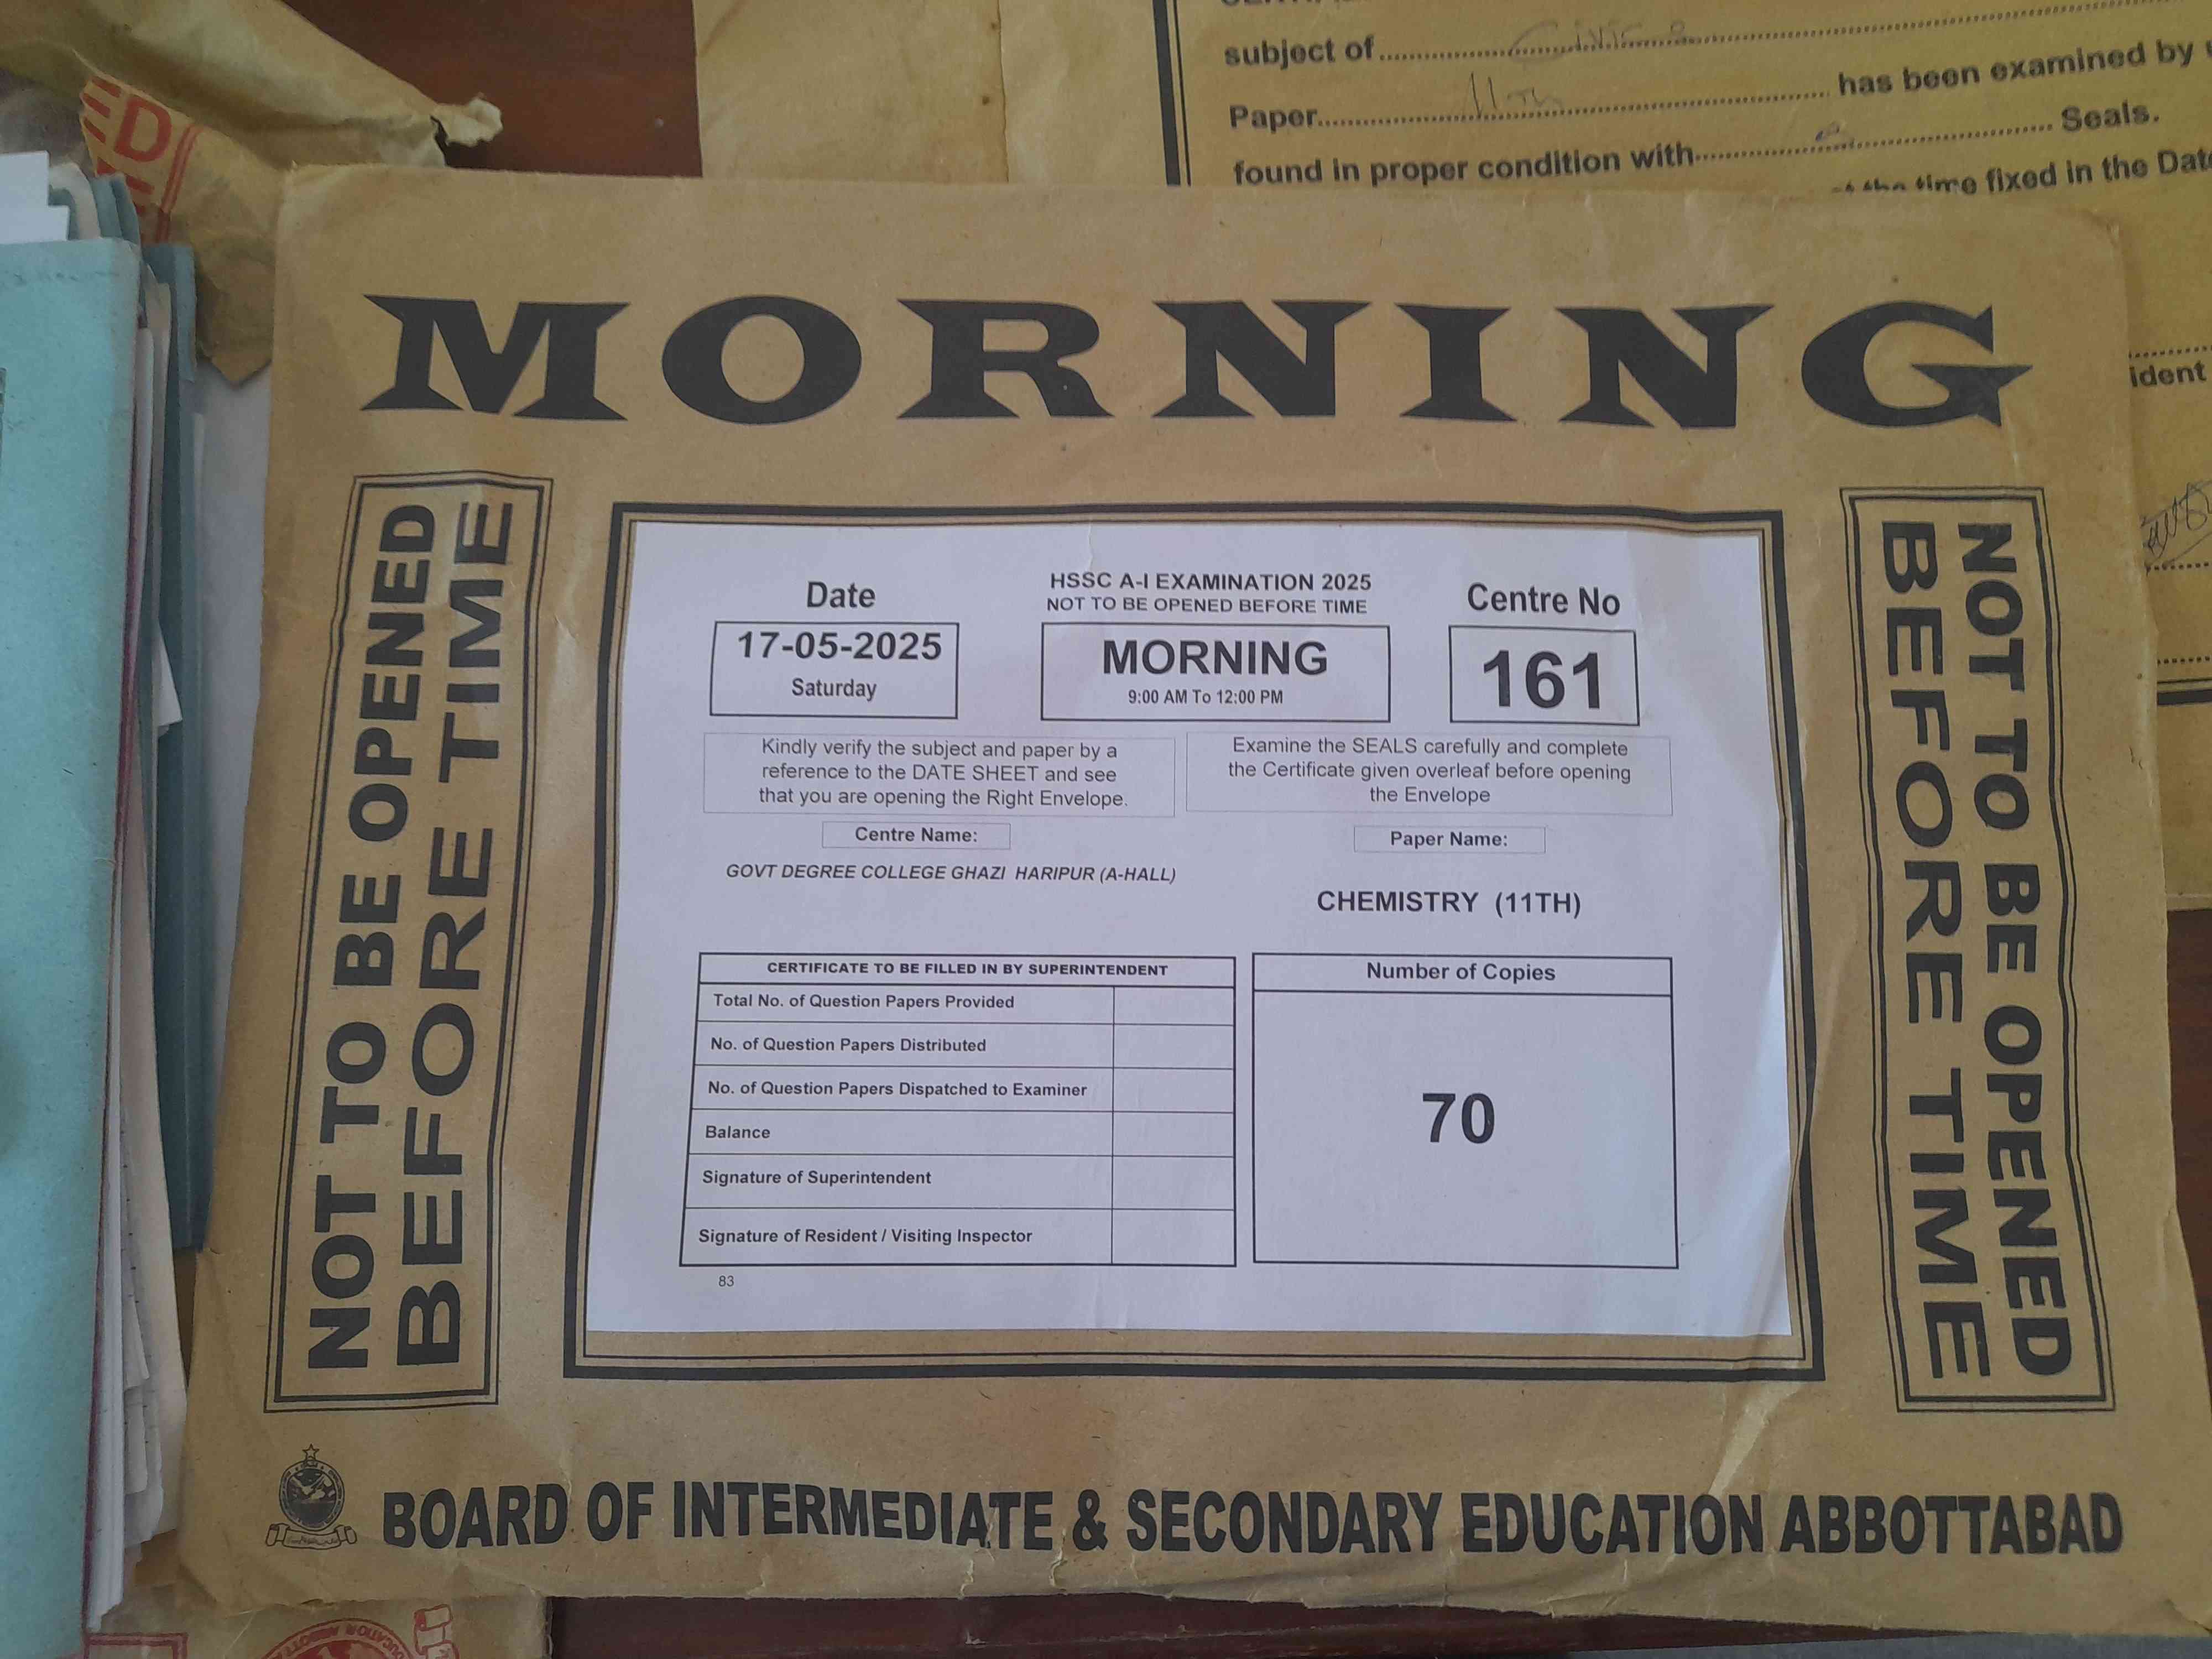 subject of Civics
Paper 11th has been examined by
found in proper condition with Seals.
time fixed in the
ident
ED
MORNING
NOT TO BE OPENED
BEFORE TIME
Date
17-05-2025
Saturday
HSSC A-I EXAMINATION 2025
NOT TO BE OPENED BEFORE TIME
MORNING
9:00 AM To 12:00 PM
Centre No
161
Kindly verify the subject and paper by a
reference to the DATE SHEET and see
that you are opening the Right Envelope.
Examine the SEALS carefully and complete
the Certificate given overleaf before opening
the Envelope
Centre Name:
GOVT DEGREE COLLEGE GHAZI HARIPUR (A-HALL)
Paper Name:
CHEMISTRY (11TH)
CERTIFICATE TO BE FILLED IN BY SUPERINTENDENT
Total No. of Question Papers Provided
No. of Question Papers Distributed
No. of Question Papers Dispatched to Examiner
Balance
Signature of Superintendent
Signature of Resident / Visiting Inspector
83
Number of Copies
70
NOT TO BE OPENED
BEFORE TIME
BOARD OF INTERMEDIATE & SECONDARY EDUCATION ABBOTTABAD